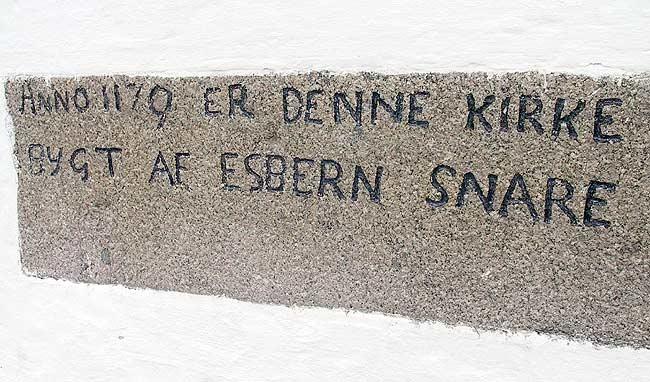 ANNO 1179 ER DENNE KIRKE
BYGT AF ESBERN SNARE